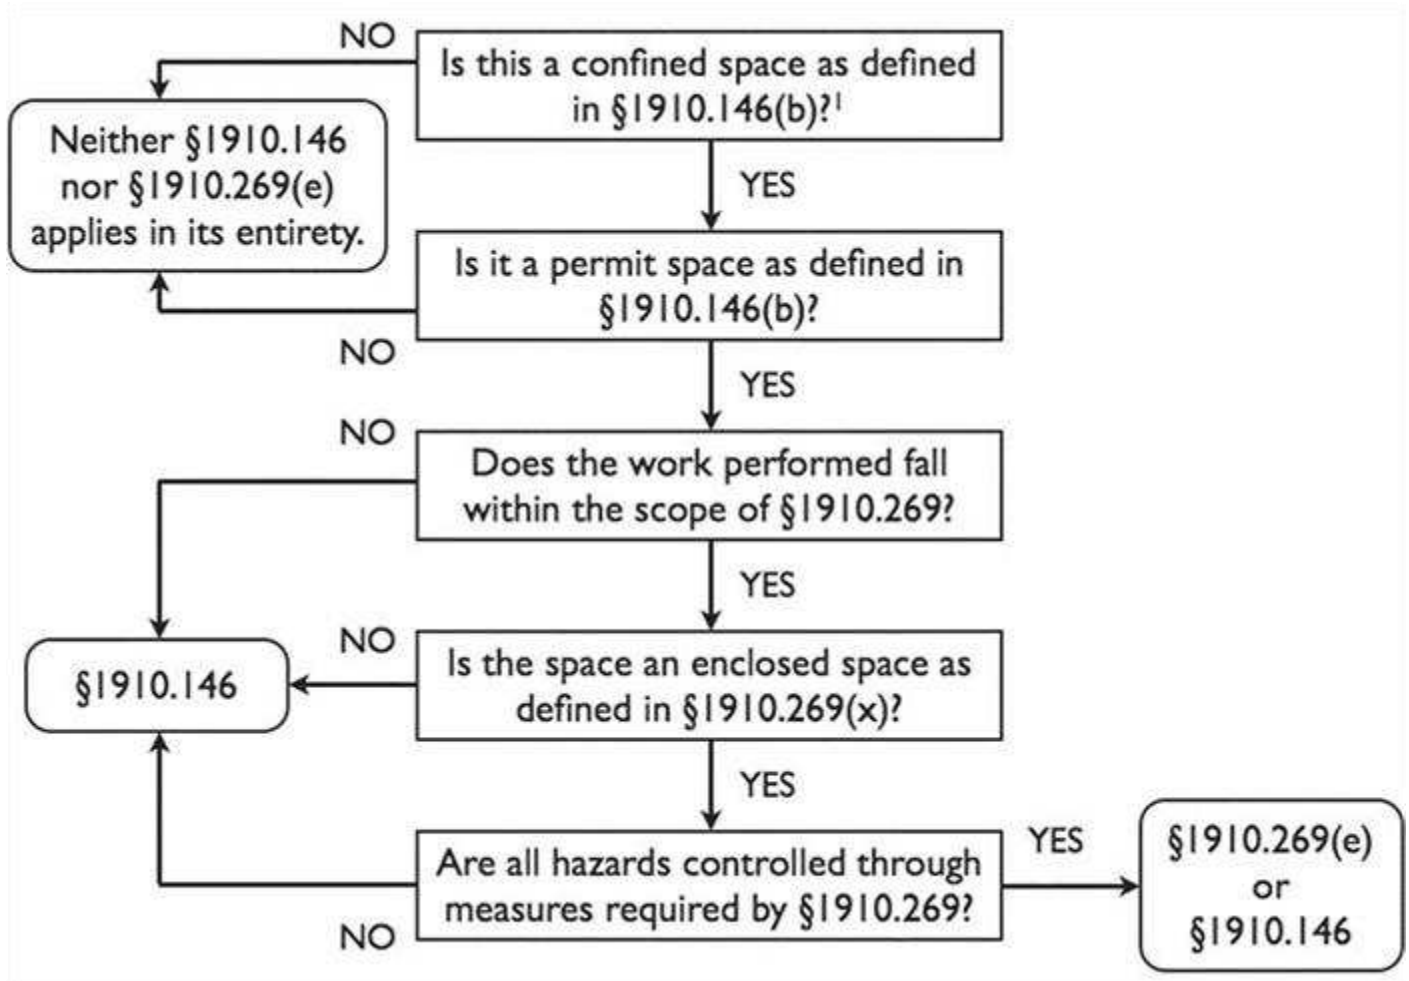 NO
Is this a confined space as defined
in §1910.146(b)?¹
Neither §1910.146
nor §1910.269(e)
applies in its entirety.
YES
Is it a permit space as defined in
§1910.146(b)?
NO
YES
NO
Does the work performed fall
within the scope of §1910.269?
YES
NO
Is the space an enclosed space as
defined in §1910.269(x)?
§1910.146
YES
Are all hazards controlled through
measures required by §1910.269?
NO
YES
§1910.269(e)
or
§1910.146